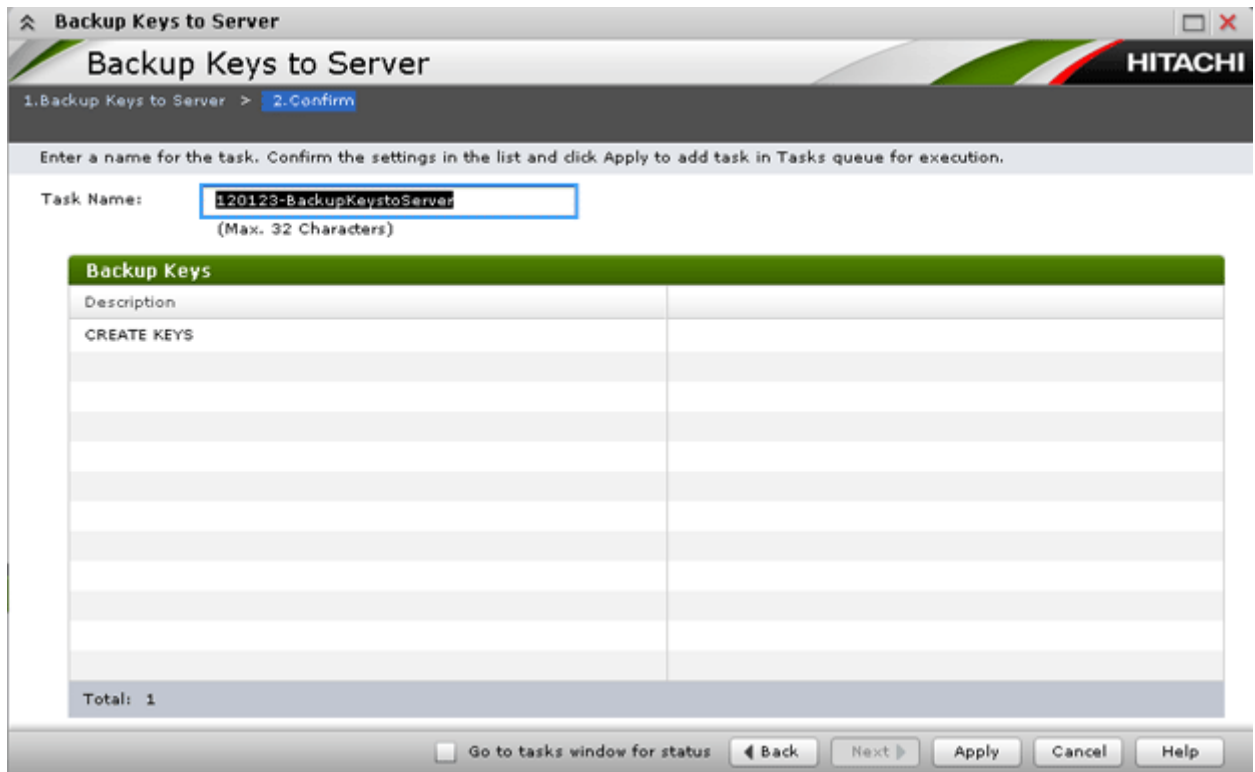 Backup Keys to Server
Backup Keys to Server
HITACHI
1.Backup Keys to Server > 2.Confirm
Enter a name for the task. Confirm the settings in the list and click Apply to add task in Tasks queue for execution.
Task Name: 120123-BackupKeystoServer
(Max. 32 Characters)
Backup Keys
Description
CREATE KEYS
Total: 1
Go to tasks window for status Back Next Apply Cancel Help